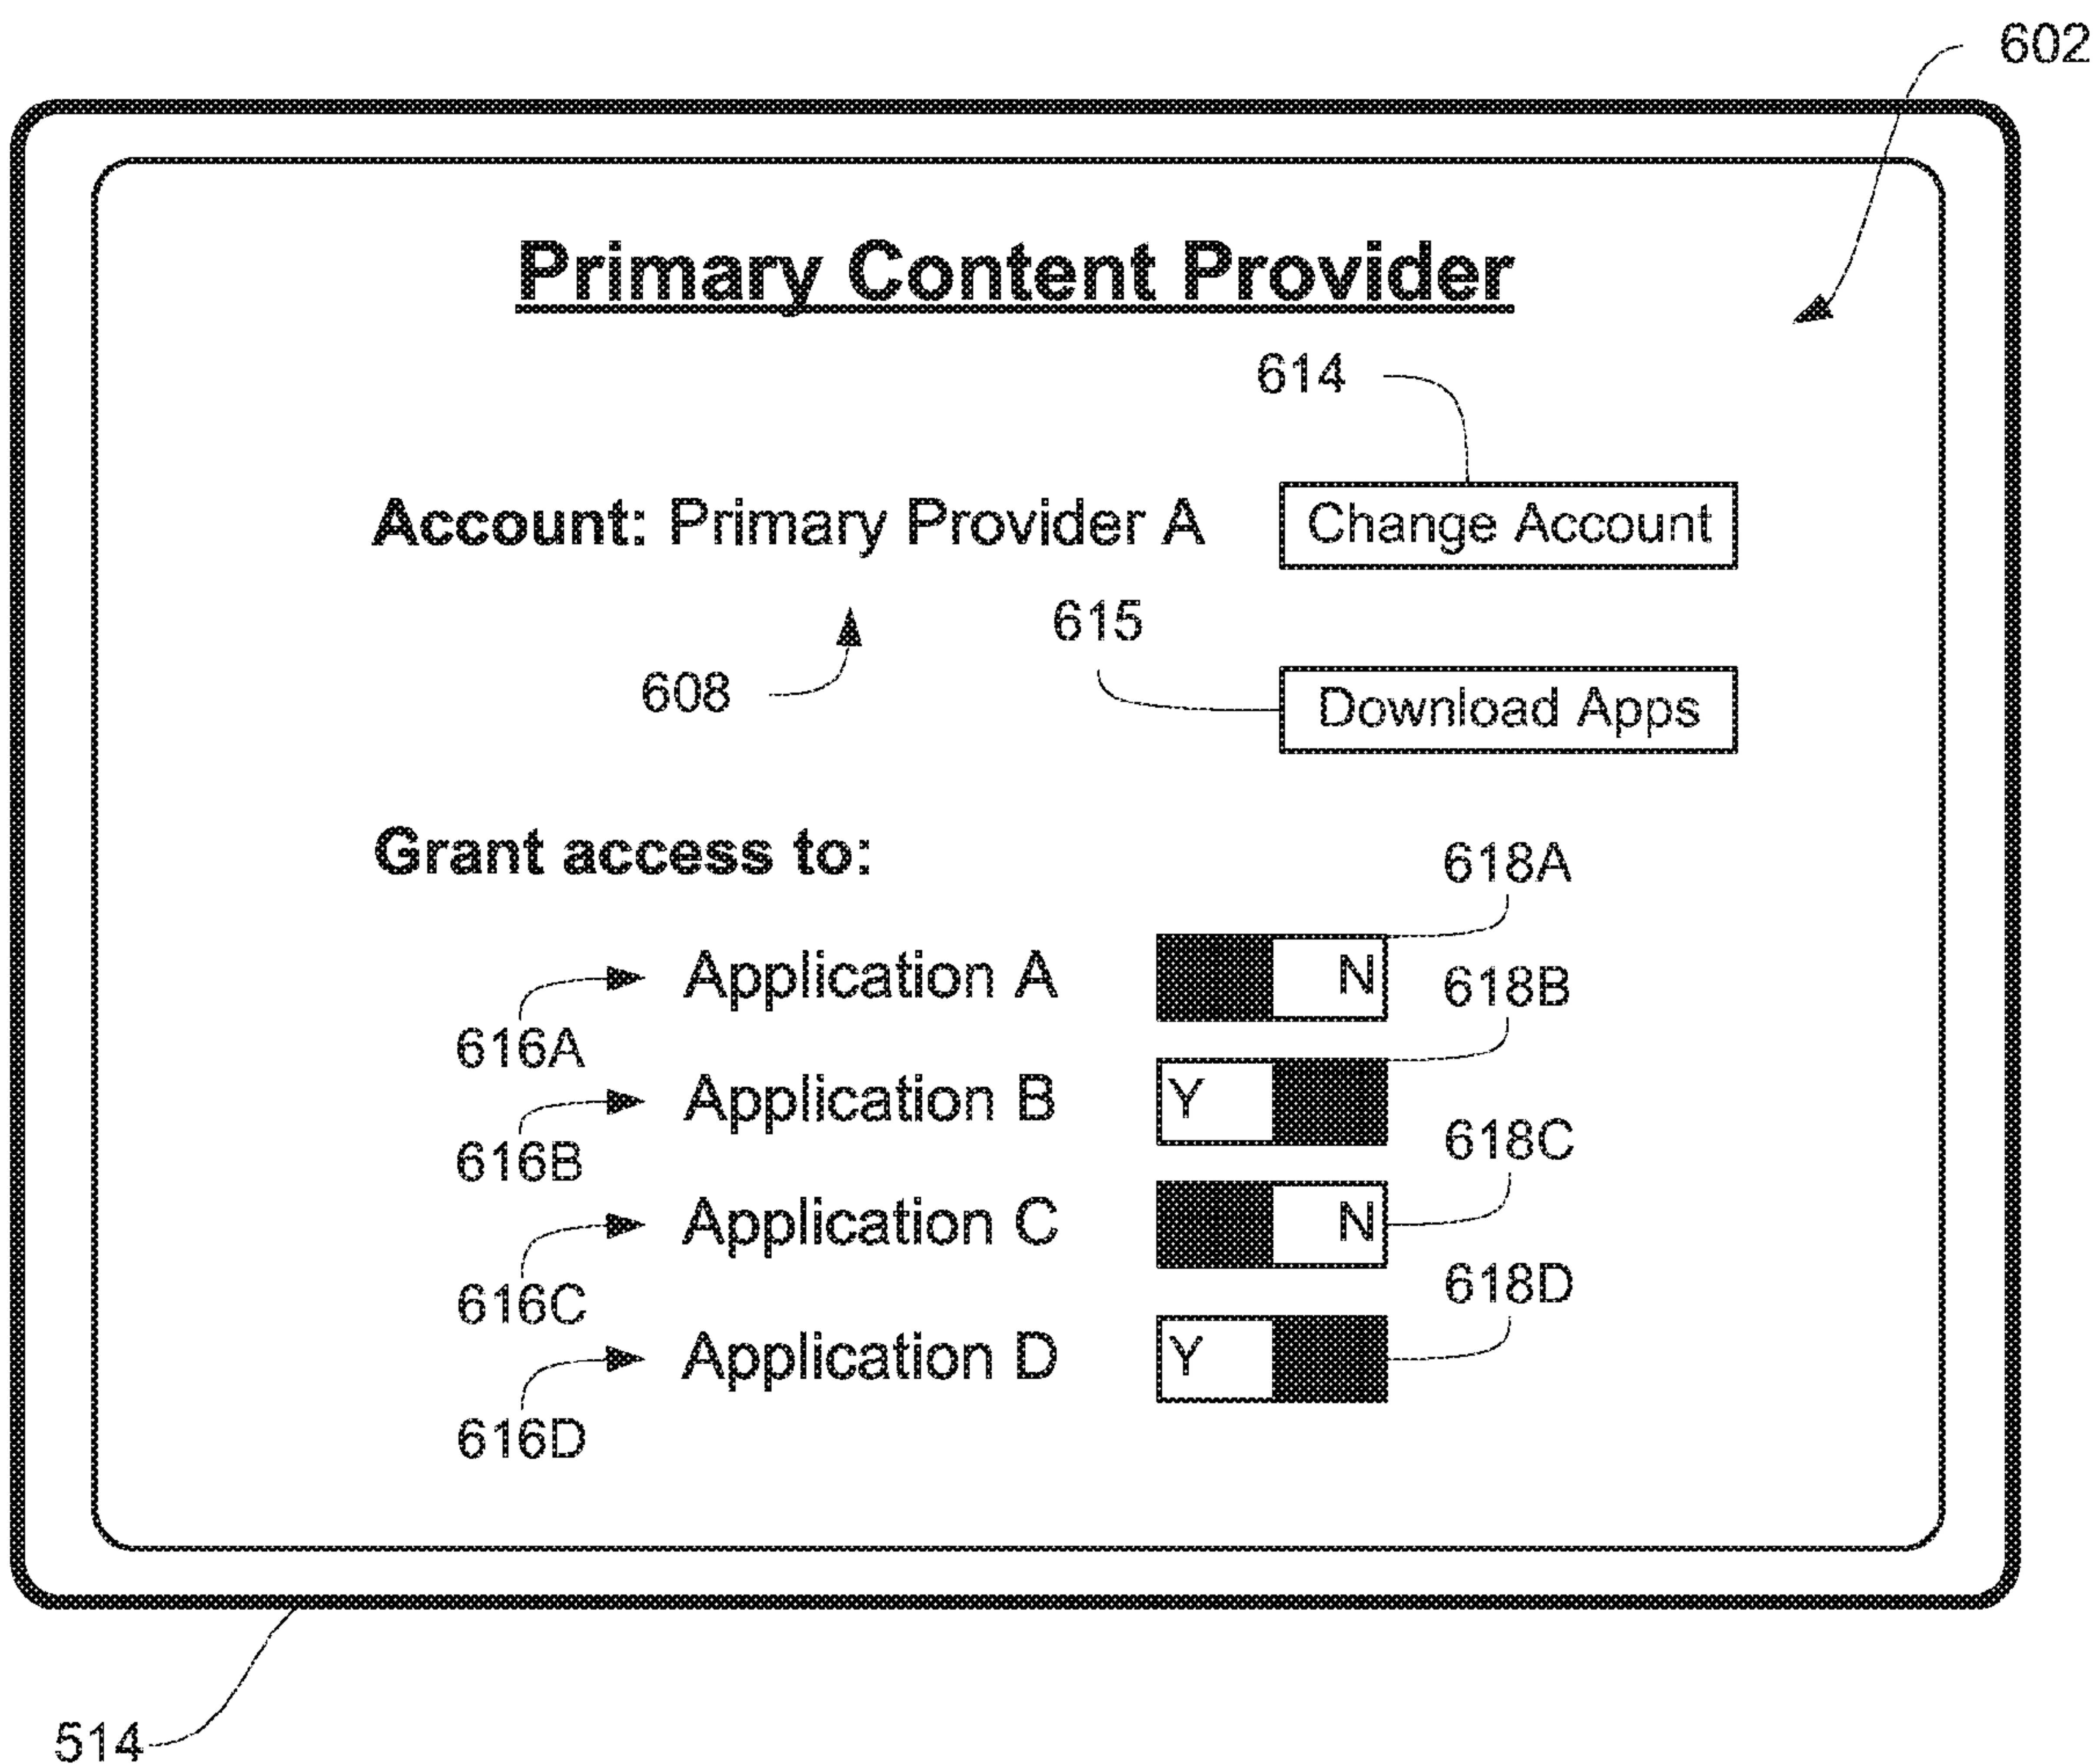 602
Primary Content Provider
614
Account: Primary Provider A
Change Account
615
608
Download Apps
Grant access to:
618A
Application A
N
618B
616A
Application B
Y
616B
618C
Application C
N
616C
618D
Application D
Y
616D
514